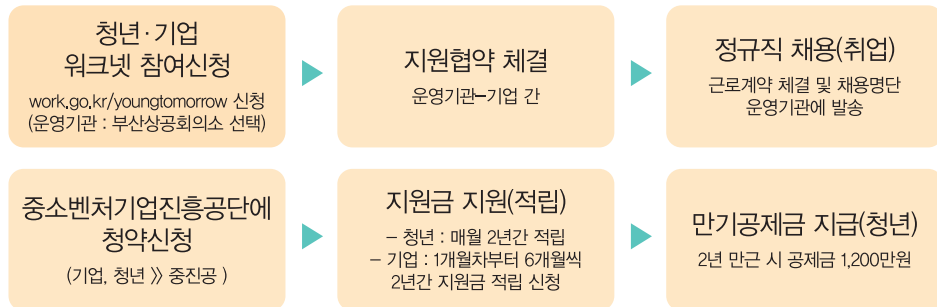 청년·기업
워크넷 참여신청
work.go.kr/youngtomorrow 신청
(운영기관 : 부산상공회의소 선택)
지원협약 체결
운영기관-기업 간
정규직 채용(취업)
근로계약 체결 및 채용명단
운영기관에 발송
중소벤처기업진흥공단에
청약신청
(기업, 청년 》 중진공 )
지원금 지원(적립)
- 청년 : 매월 2년간 적립
- 기업 : 1개월차부터 6개월씩
2년간 지원금 적립 신청
만기공제금 지급(청년)
2년 만근 시 공제금 1,200만원